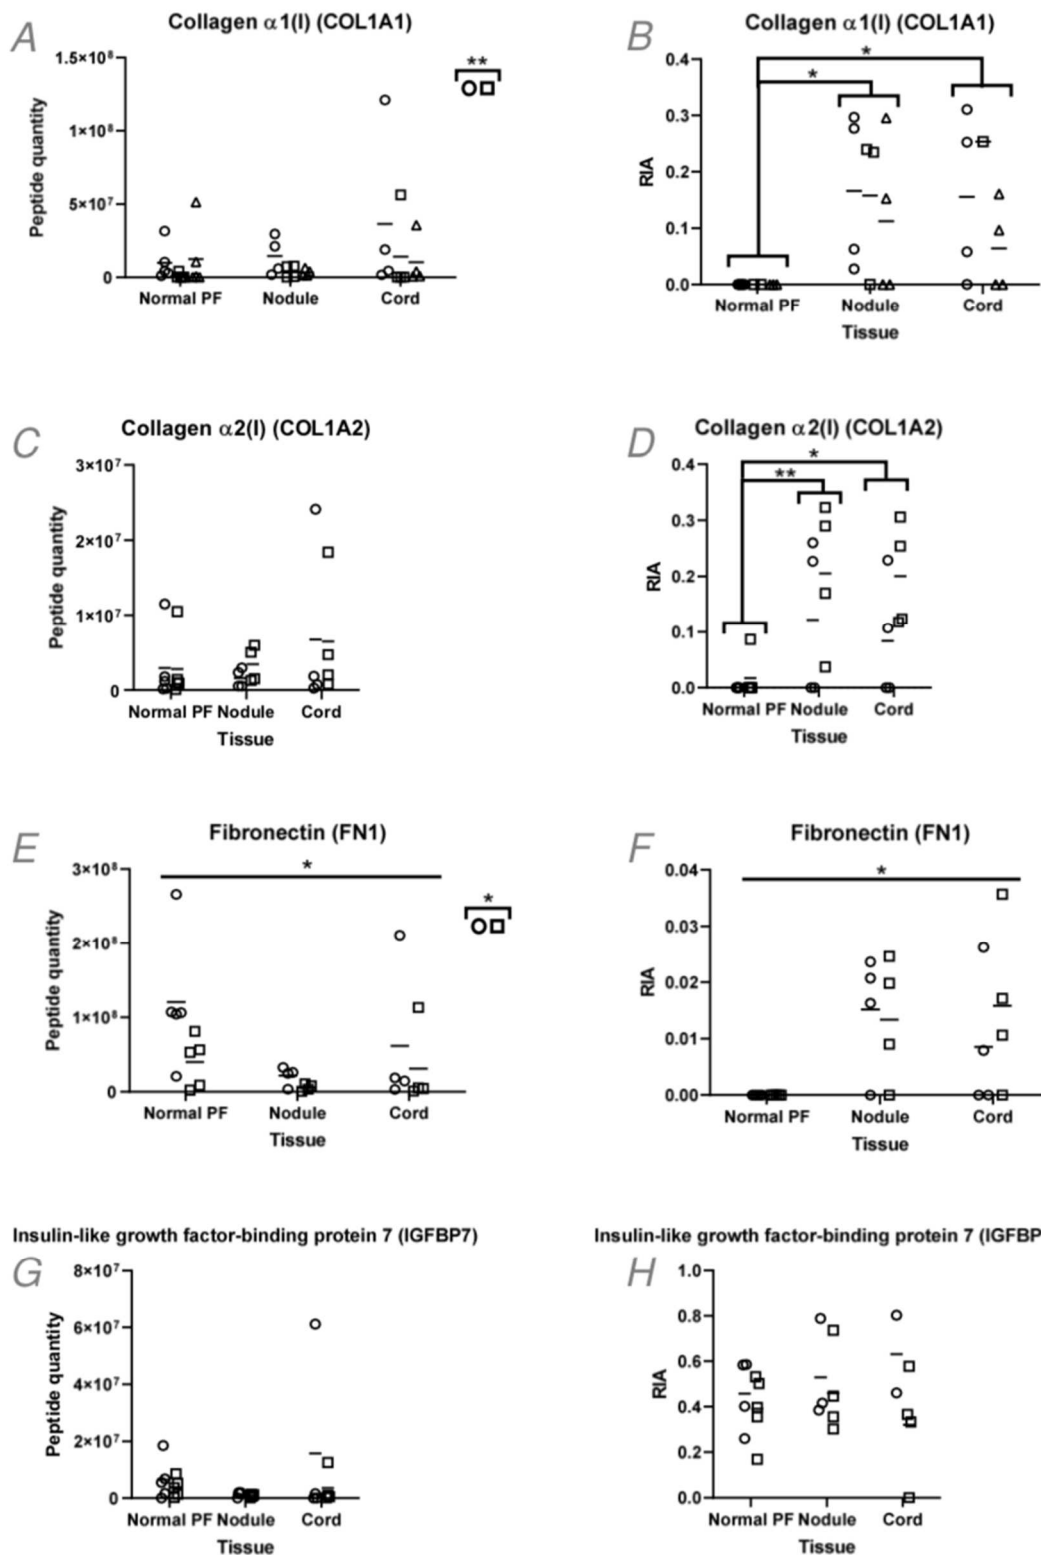 A
Collagen α1(I) (COL1A1)
Peptide quantity
1.5×10⁸
1×10⁸
5×10⁷
0
**
Normal PF Nodule Cord
B
Collagen α1(I) (COL1A1)
RIA
0.4
0.3
0.2
0.1
0.0
*
*
Normal PF Nodule Cord
Tissue
C
Collagen α2(I) (COL1A2)
Peptide quantity
3×10⁷
2×10⁷
1×10⁷
0
Normal PF Nodule Cord
Tissue
D
Collagen α2(I) (COL1A2)
RIA
0.4
0.3
0.2
0.1
0.0
*
**
Normal PF Nodule Cord
Tissue
E
Fibronectin (FN1)
Peptide quantity
3×10⁸
2×10⁸
1×10⁸
0
*
*
Normal PF Nodule Cord
Tissue
F
Fibronectin (FN1)
RIA
0.04
0.03
0.02
0.01
0.00
*
Normal PF Nodule Cord
Tissue
Insulin-like growth factor-binding protein 7 (IGFBP7)
G
Peptide quantity
8×10⁷
6×10⁷
4×10⁷
2×10⁷
0
Normal PF Nodule Cord
Tissue
Insulin-like growth factor-binding protein 7 (IGFBP
H
RIA
1.0
0.8
0.6
0.4
0.2
0.0
Normal PF Nodule Cord
Tissue